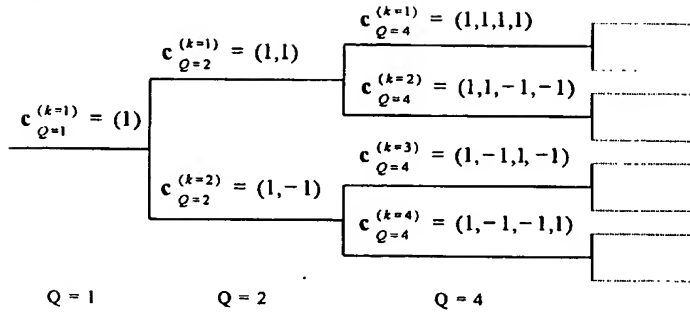 c_{Q=4}^{(k=1)} = (1,1,1,1)
c_{Q=2}^{(k=1)} = (1,1)
c_{Q=4}^{(k=2)} = (1,1,-1,-1)
c_{Q=1}^{(k=1)} = (1)
c_{Q=4}^{(k=3)} = (1,-1,1,-1)
c_{Q=2}^{(k=2)} = (1,-1)
c_{Q=4}^{(k=4)} = (1,-1,-1,1)
Q = 1 Q = 2 Q = 4